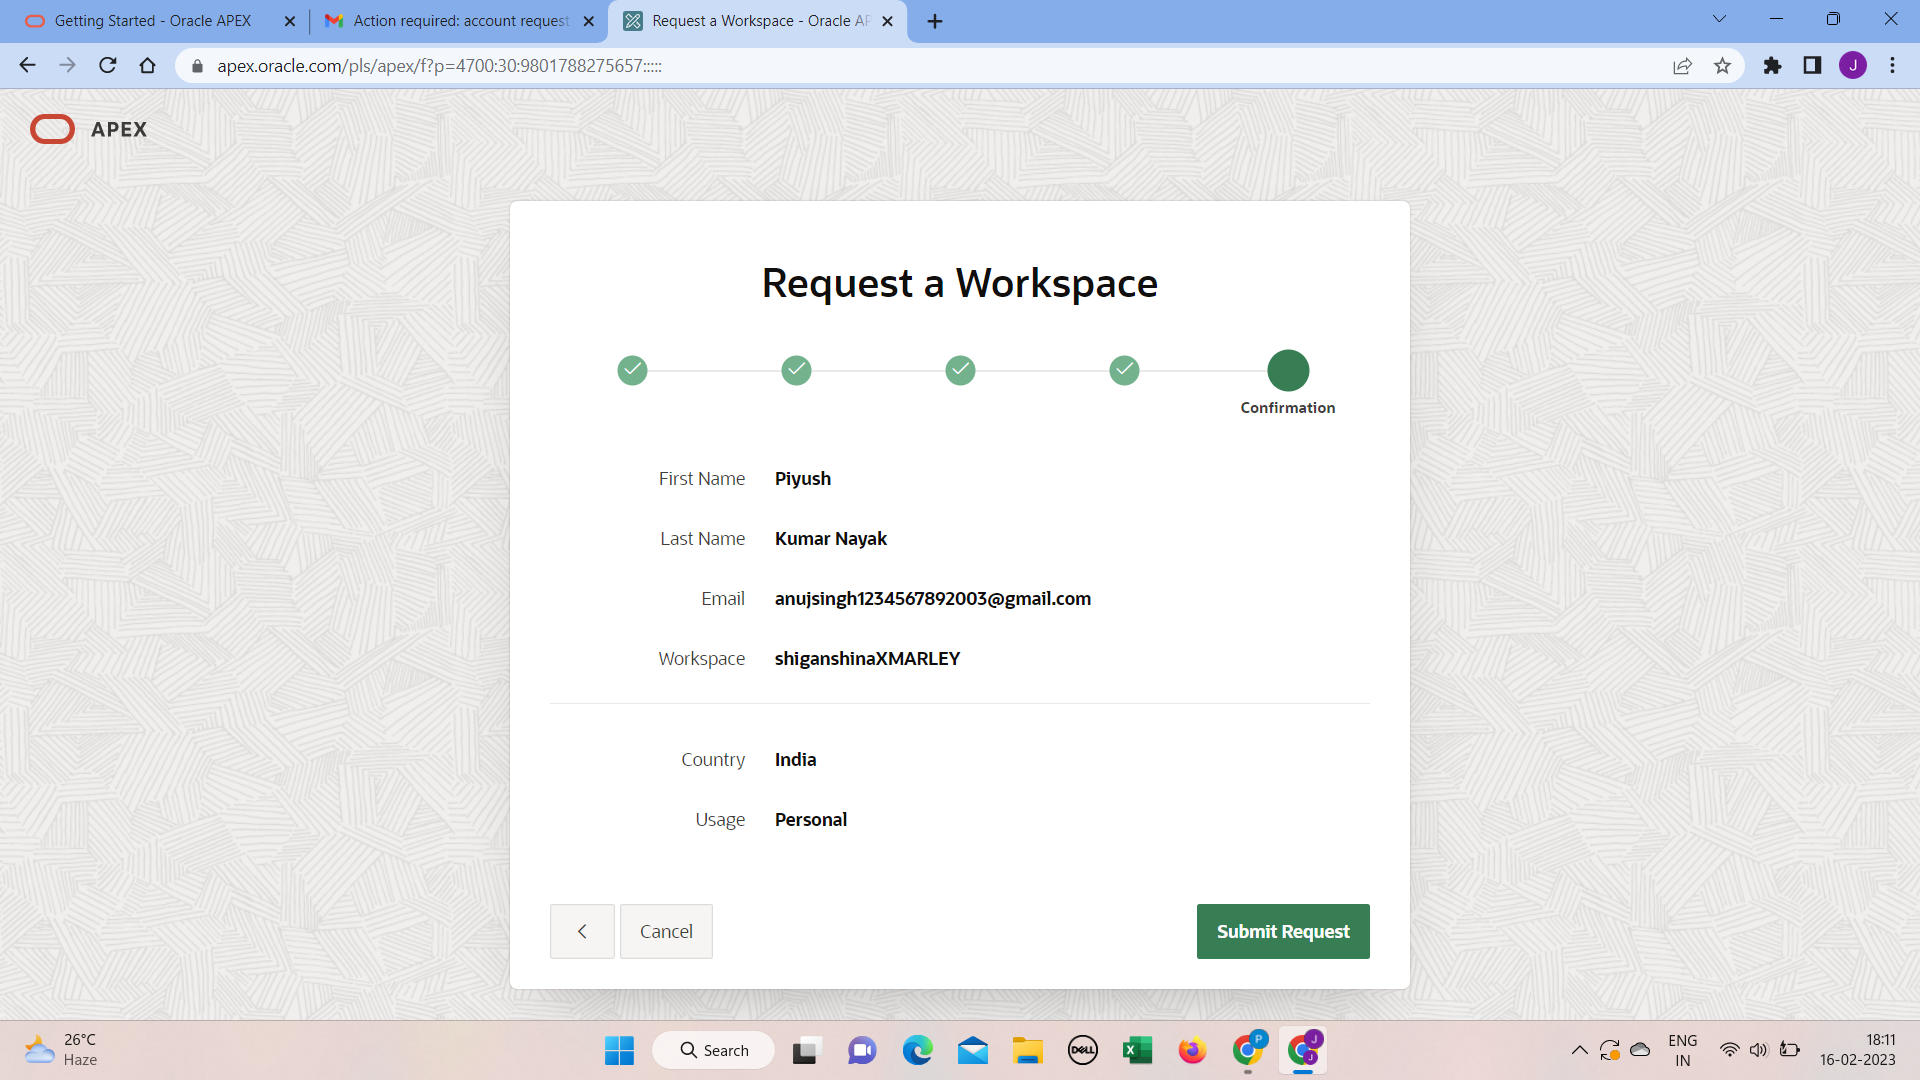 Getting Started - Oracle APEX
Action required: account request
Request a Workspace - Oracle AP
apex.oracle.com/pls/apex/f?p=4700:30:9801788275657:::::
J
APEX
Request a Workspace
Confirmation
First Name Piyush
Last Name Kumar Nayak
Email anujsingh1234567892003@gmail.com
Workspace shiganshinaXMARLEY
Country India
Usage Personal
Cancel
Submit Request
26°C
Haze
Search
DELL
P
J
J
ENG
IN
18:11
16-02-2023